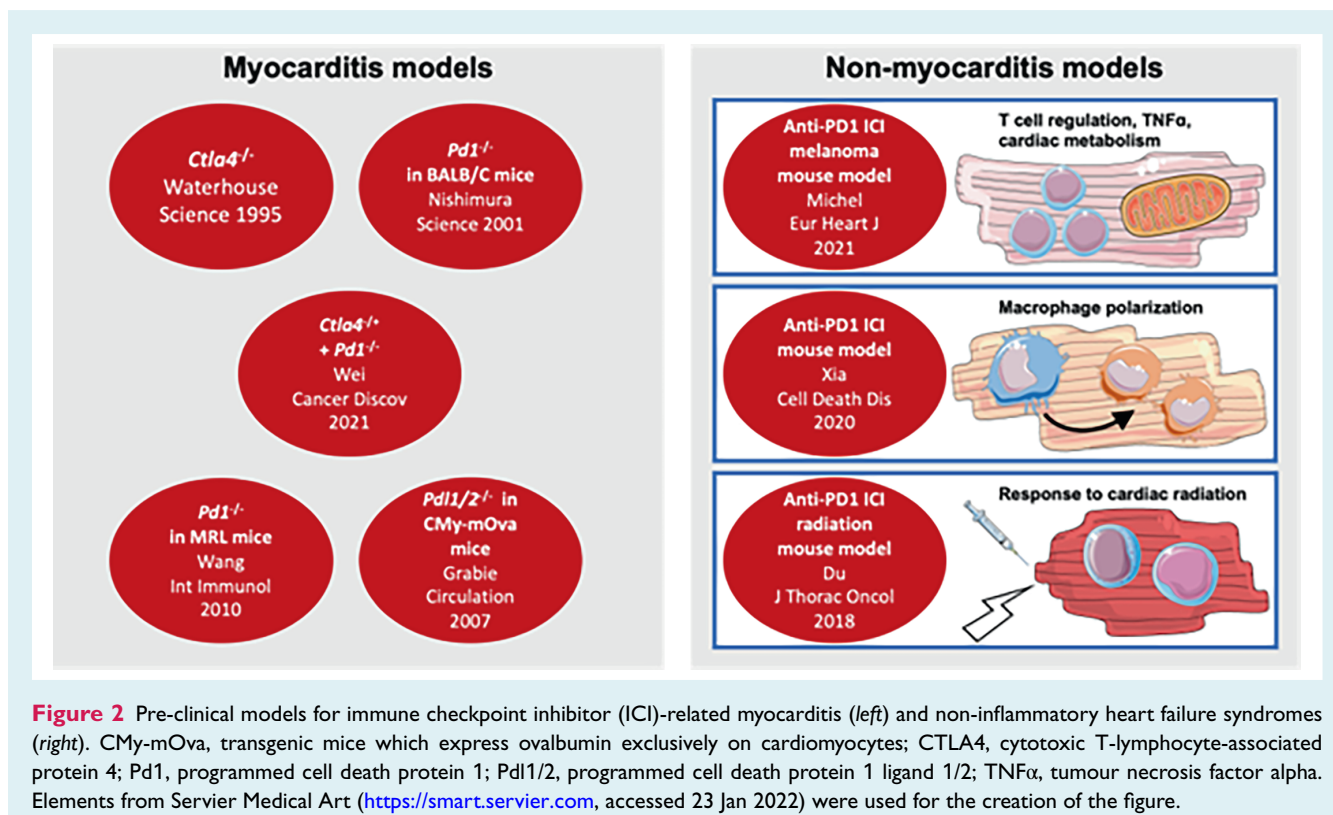 Myocarditis models
Ctla4-/-
Waterhouse
Science 1995
Pd1-/-
in BALB/C mice
Nishimura
Science 2001
Ctla4-/+
+ Pd1-/-
Wei
Cancer Discov
2021
Pd1-/-
in MRL mice
Wang
Int Immunol
2010
Pdl1/2-/- in
CMy-mOva
mice
Grabie
Circulation
2007
Non-myocarditis models
Anti-PD1 ICI
melanoma
mouse model
Michel
Eur Heart J
2021
T cell regulation, TNFα,
cardiac metabolism
Anti-PD1 ICI
mouse model
Xia
Cell Death Dis
2020
Macrophage polarization
Anti-PD1 ICI
radiation
mouse model
Du
J Thorac Oncol
2018
Response to cardiac radiation
Figure 2 Pre-clinical models for immune checkpoint inhibitor (ICI)-related myocarditis (left) and non-inflammatory heart failure syndromes
(right). CMy-mOva, transgenic mice which express ovalbumin exclusively on cardiomyocytes; CTLA4, cytotoxic T-lymphocyte-associated
protein 4; Pd1, programmed cell death protein 1; Pdl1/2, programmed cell death protein 1 ligand 1/2; TNFα, tumour necrosis factor alpha.
Elements from Servier Medical Art (https://smart.servier.com, accessed 23 Jan 2022) were used for the creation of the figure.